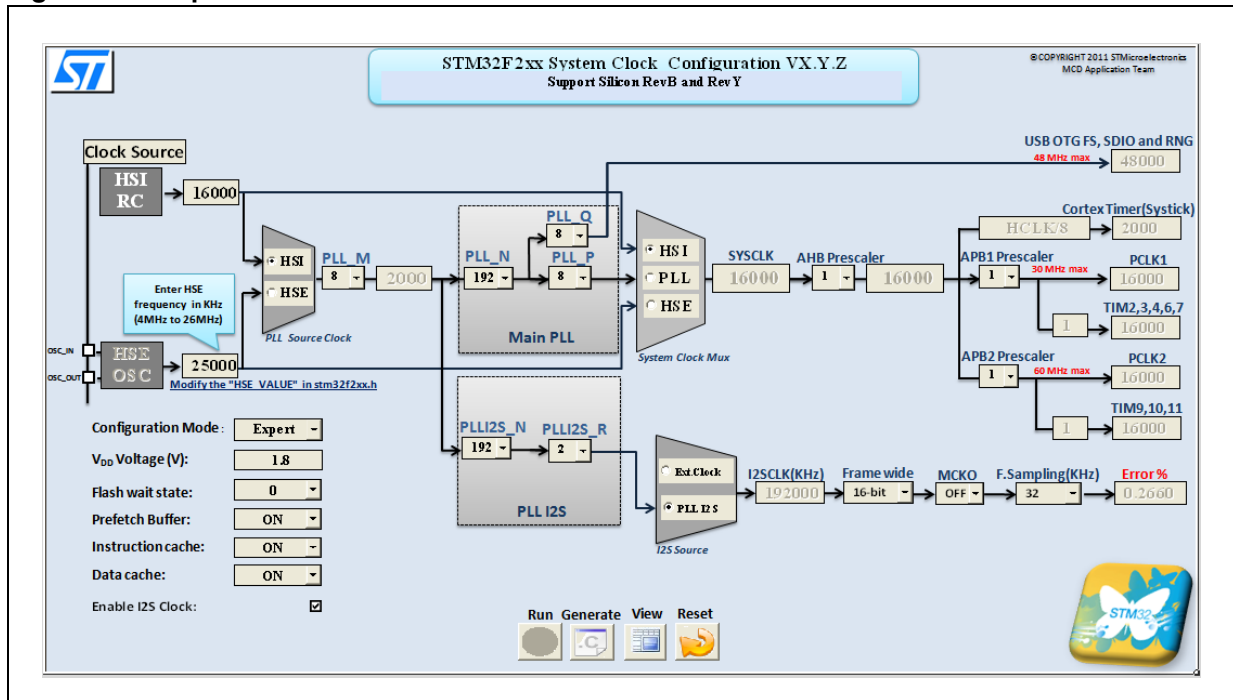 ST
STM32F2xx System Clock Configuration VX.Y.Z
Support Silicon RevB and RevY
©COPYRIGHT 2011 STMicroelectronics
MCD Application Team
Clock Source
HSI
RC
16000
Enter HSE
frequency in KHz
(4MHz to 26MHz)
OSC_IN
OSC_OUT
HSE
OSC
25000
Modify the "HSE_VALUE" in stm32f2xx.h
HSI
HSE
PLL Source Clock
PLL_M
8
2000
PLL_N
192
PLL_Q
8
PLL_P
8
Main PLL
HSI
PLL
HSE
System Clock Mux
SYSCLK
16000
AHB Prescaler
1
16000
USB OTG FS, SDIO and RNG
48 MHz max
48000
Cortex Timer(Systick)
HCLK/8
2000
APB1 Prescaler
1
30 MHz max
PCLK1
16000
TIM2,3,4,6,7
1
16000
APB2 Prescaler
1
60 MHz max
PCLK2
16000
TIM9,10,11
1
16000
PLLI2S_N
192
PLLI2S_R
2
PLL I2S
Ext.Clock
PLL I2S
I2S Source
I2SCLK(KHz)
192000
Frame wide
16-bit
MCKO
OFF
F.Sampling(KHz)
32
Error %
0.2660
Configuration Mode: Expert
VDD Voltage (V): 1.8
Flash wait state: 0
Prefetch Buffer: ON
Instruction cache: ON
Data cache: ON
Enable I2S Clock:
Run Generate View Reset
.C
STM32